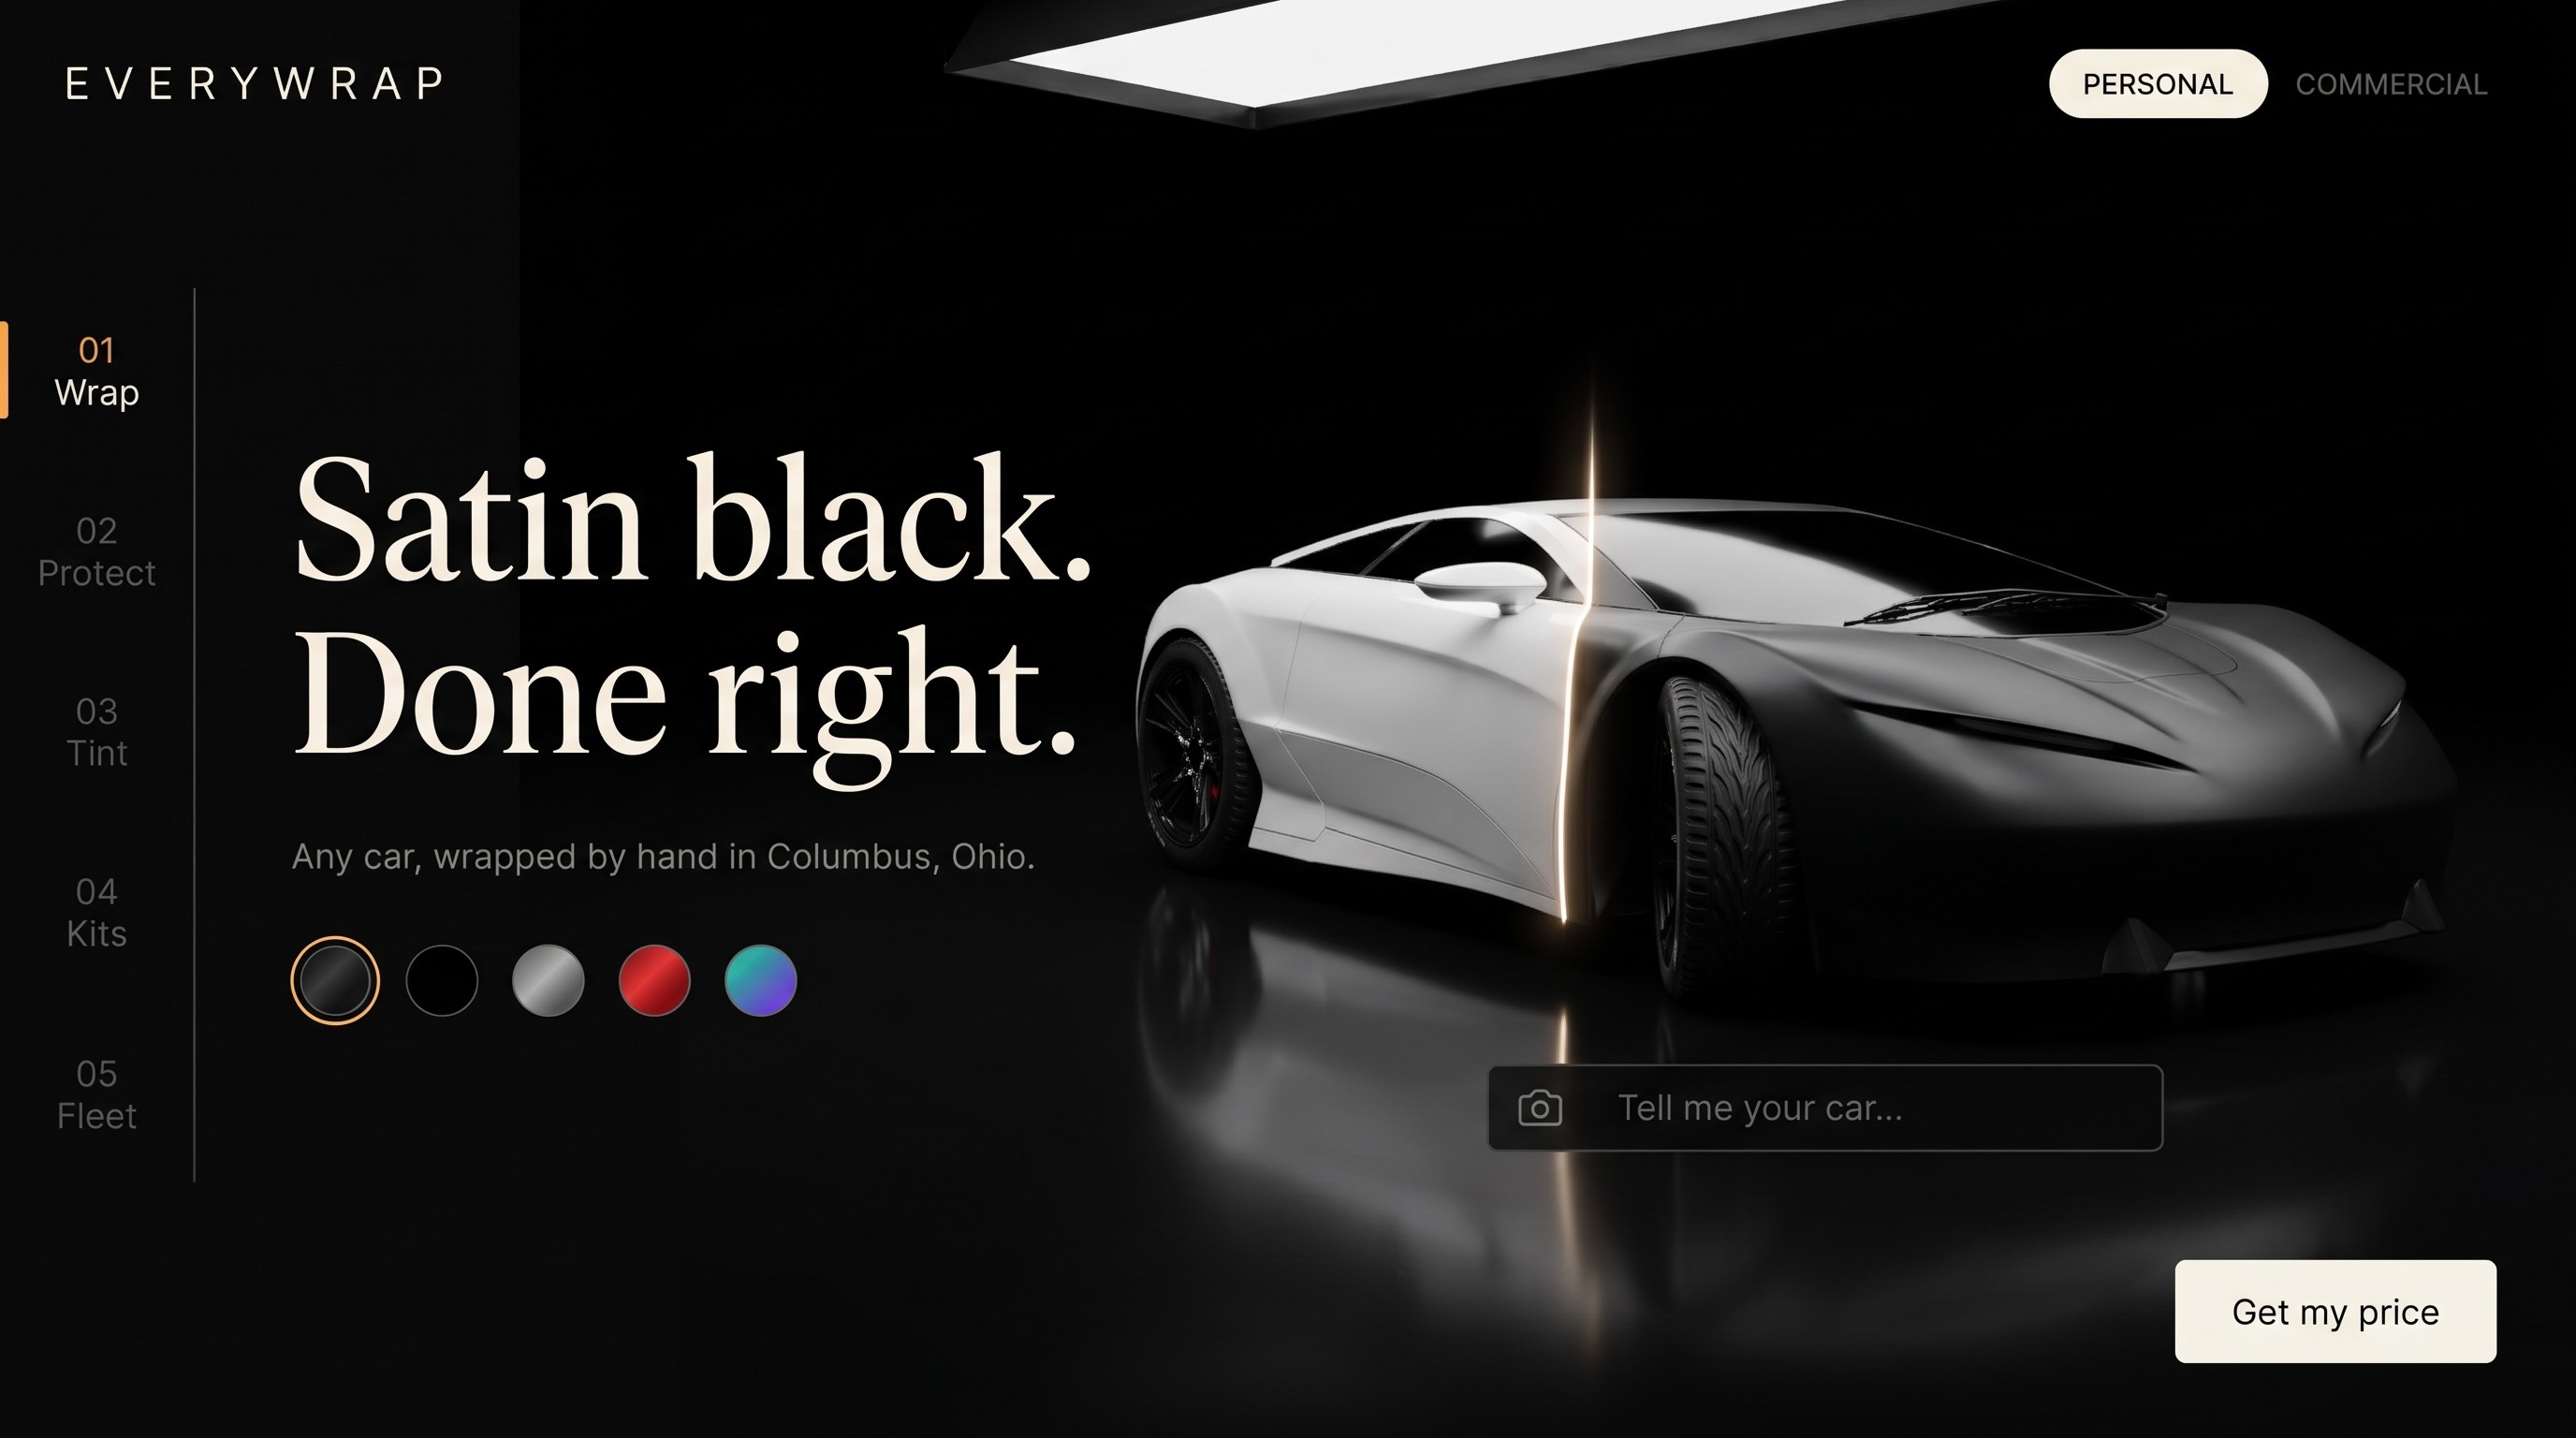 EVERYWRAP
PERSONAL
COMMERCIAL
01
Wrap
02
Protect
03
Tint
04
Kits
05
Fleet
Satin black.
Done right.
Any car, wrapped by hand in Columbus, Ohio.
Tell me your car...
Get my price